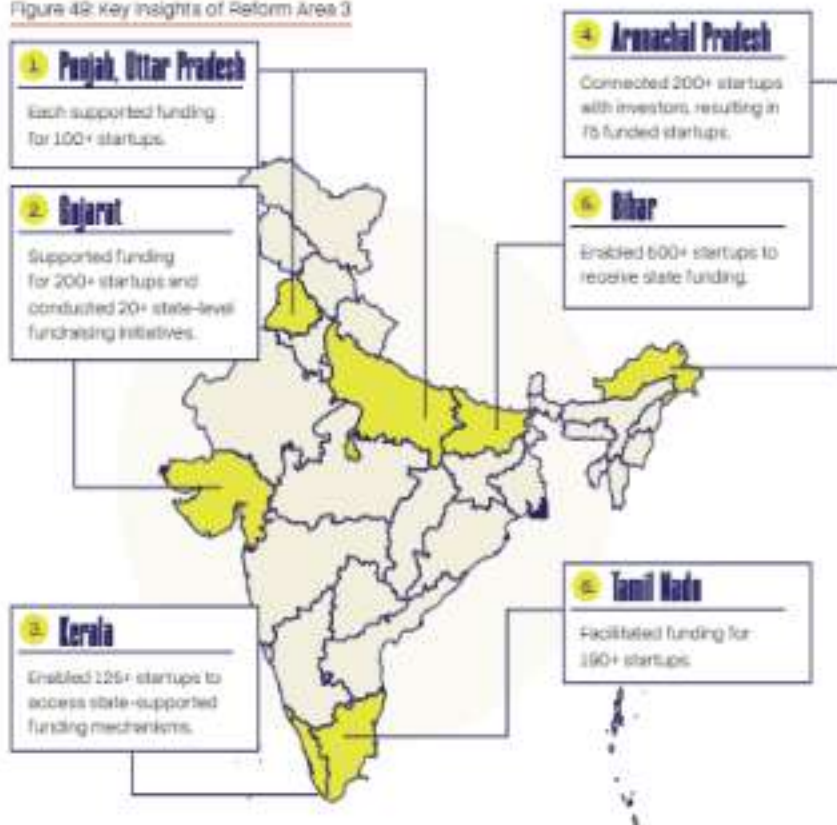 Figure 49: Key Insights of Reform Area 3
1. Punjab, Uttar Pradesh
Each supported funding
for 100+ startups.
2. Gujarat
Supported funding
for 200+ startups and
conducted 20+ state-level
fundraising initiatives.
3. Kerala
Enabled 125+ startups to
access state-supported
funding mechanisms.
4. Arunachal Pradesh
Connected 200+ startups
with investors, resulting in
75 funded startups.
5. Bihar
Enabled 600+ startups to
receive state funding.
6. Tamil Nadu
Facilitated funding for
190+ startups.